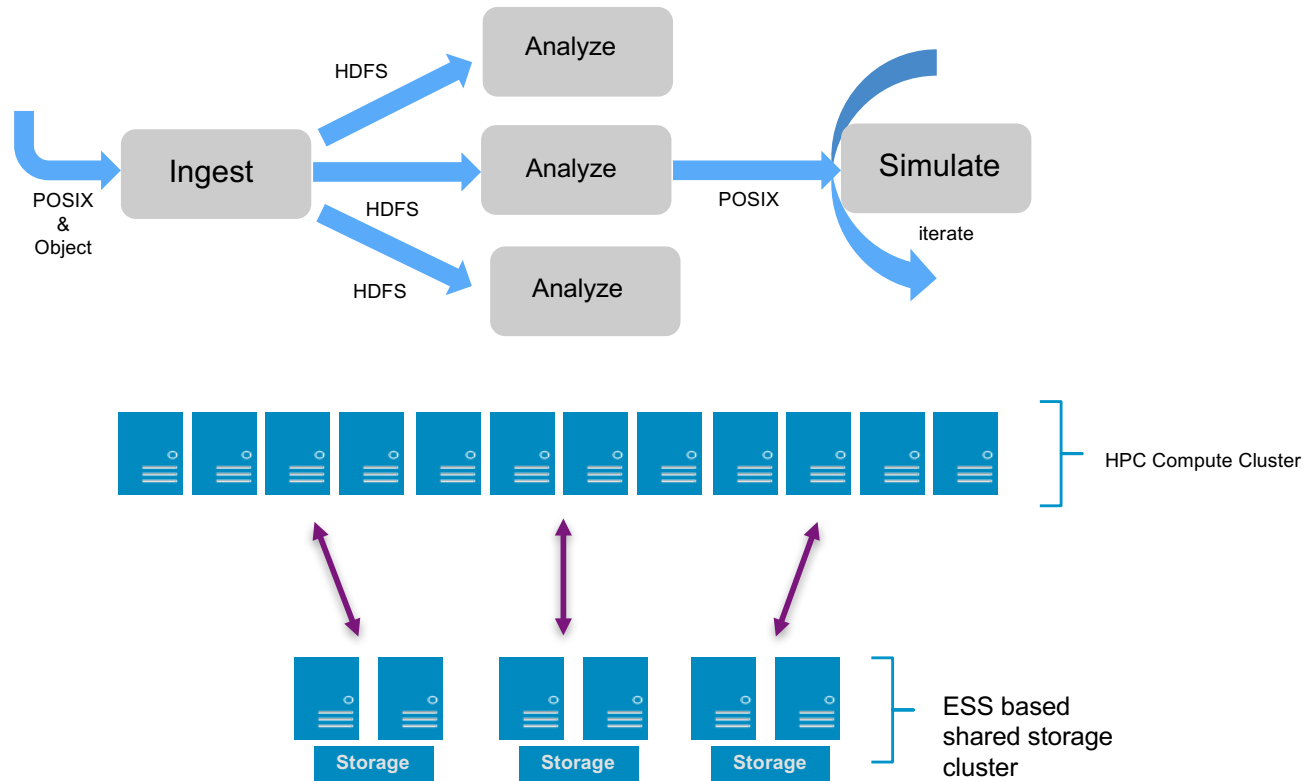 Analyze
HDFS
Ingest
Analyze
Simulate
POSIX
&
Object
HDFS
POSIX
iterate
HDFS
Analyze
HPC Compute Cluster
ESS based
shared storage
cluster
Storage
Storage
Storage